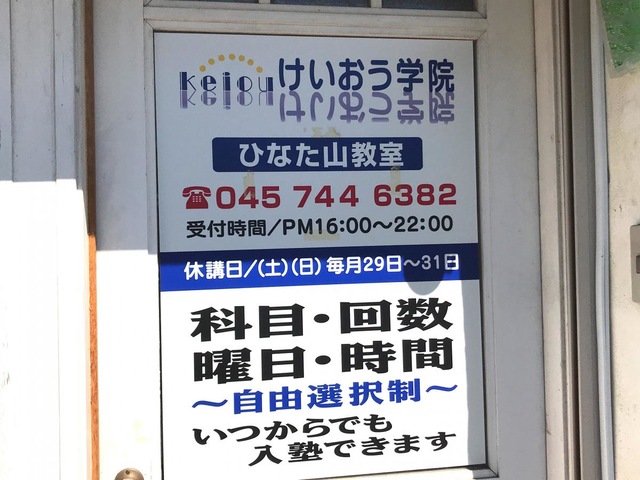 keiou けいおう学院
ひなた山教室
☎045 744 6382
受付時間／PM16:00〜22:00
休講日／(土)(日)毎月29日〜31日
科目・回数
曜日・時間
〜自由選択制〜
いつからでも
入塾できます